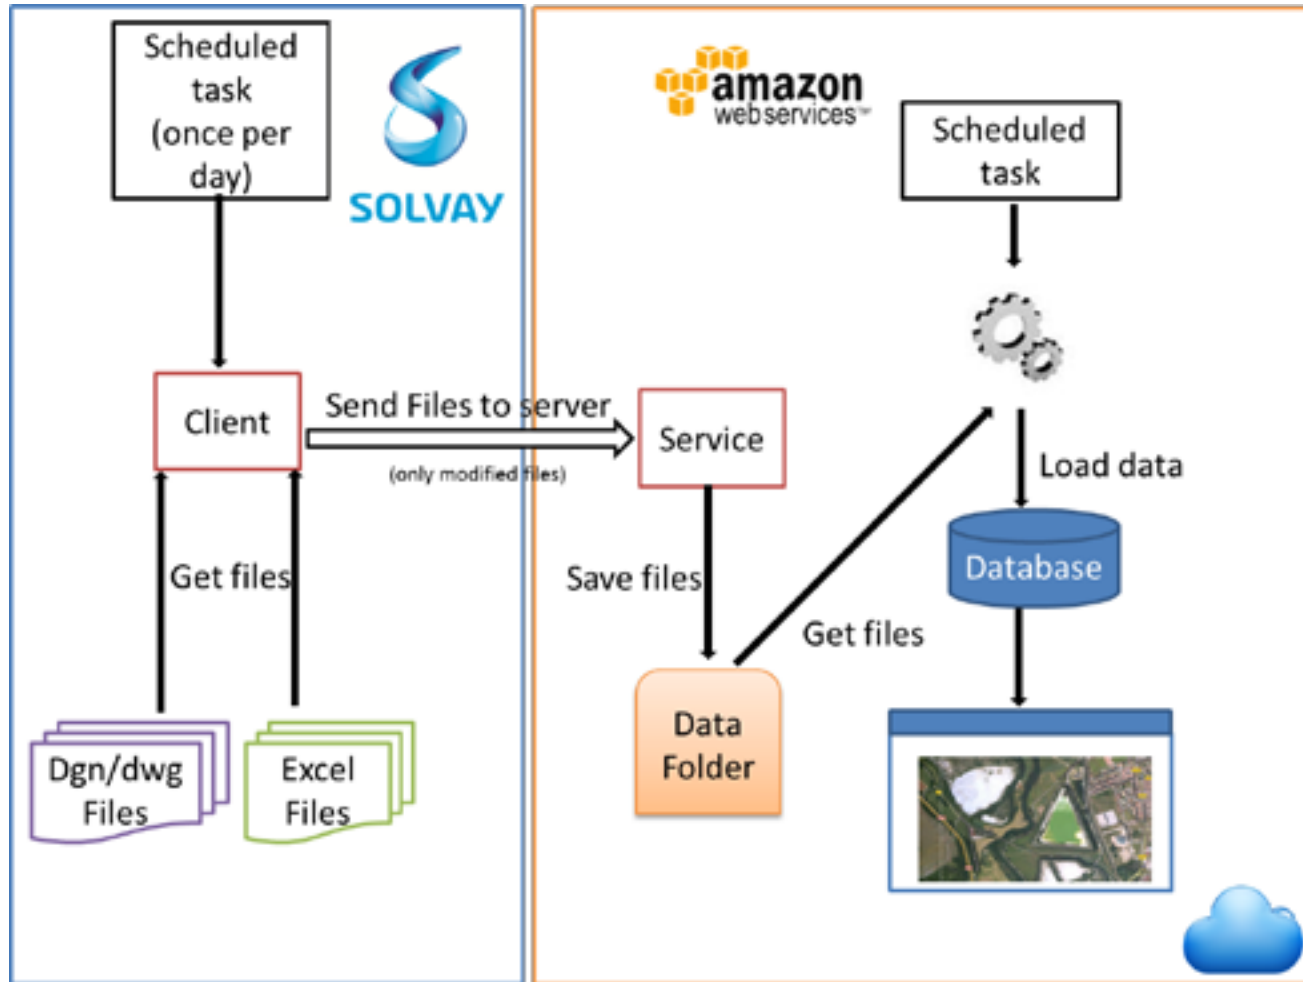 Scheduled
task
(once per
day)
SOLVAY
Client
Get files
Dgn/dwg
Files
Excel
Files
Send Files to server
(only modified files)
amazon
webservices™
Scheduled
task
Service
Save files
Data
Folder
Get files
Load data
Database